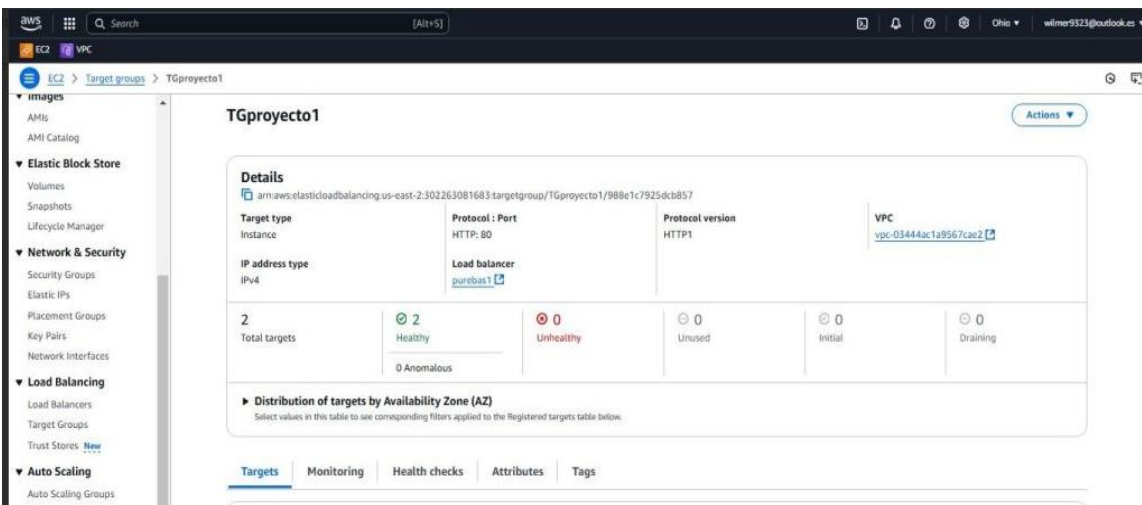 aws
Search
[Alt+S]
Ohio
wilmer9323@outlook.es
EC2
VPC
EC2 > Target groups > TGproyecto1
Images
AMIs
AMI Catalog
Elastic Block Store
Volumes
Snapshots
Lifecycle Manager
Network & Security
Security Groups
Elastic IPs
Placement Groups
Key Pairs
Network Interfaces
Load Balancing
Load Balancers
Target Groups
Trust Stores New
Auto Scaling
Auto Scaling Groups
TGproyecto1
Actions
Details
arn:aws:elasticloadbalancing:us-east-2:302263081683:targetgroup/TGproyecto1/988e1c7925dcb857
Target type
Instance
Protocol : Port
HTTP: 80
Protocol version
HTTP1
VPC
vpc-03444ac1a9567cae2
IP address type
IPv4
Load balancer
purebas1
2
Total targets
2
Healthy
0 Anomalous
0
Unhealthy
0
Unused
0
Initial
0
Draining
Distribution of targets by Availability Zone (AZ)
Select values in this table to see corresponding filters applied to the Registered targets table below.
Targets
Monitoring
Health checks
Attributes
Tags